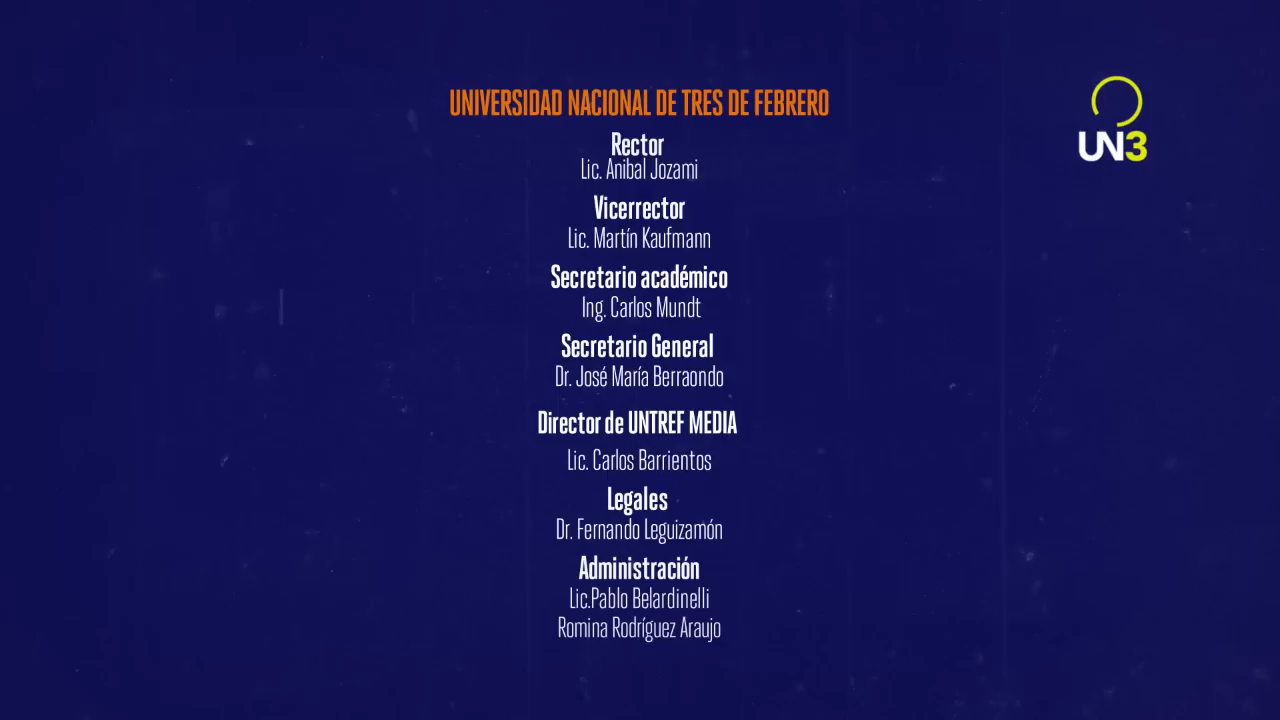 UNIVERSIDAD NACIONAL DE TRES DE FEBRERO
UN3
Rector
Lic. Anibal Jozami
Vicerrector
Lic. Martín Kaufmann
Secretario académico
Ing. Carlos Mundt
Secretario General
Dr. José María Berraondo
Director de UNTREF MEDIA
Lic. Carlos Barrientos
Legales
Dr. Fernando Leguizamón
Administración
Lic.Pablo Belardinelli
Romina Rodríguez Araujo